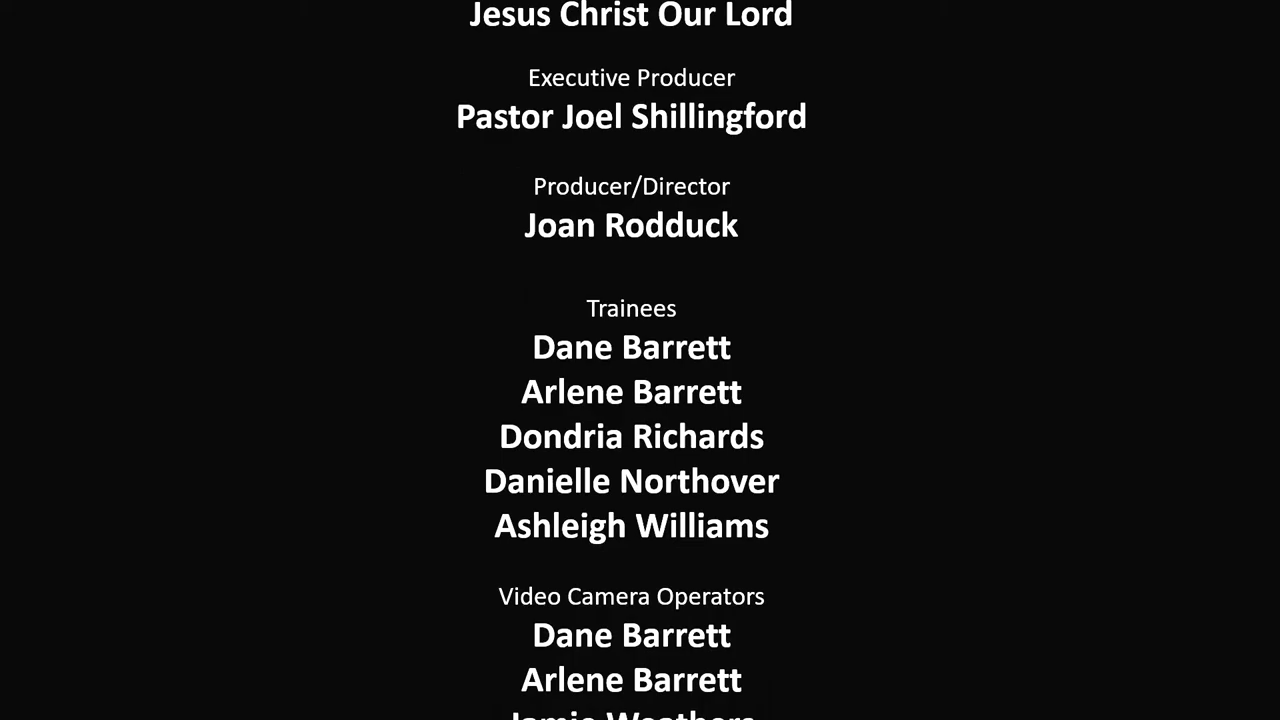 Jesus Christ Our Lord
Executive Producer
Pastor Joel Shillingford
Producer/Director
Joan Rodduck
Trainees
Dane Barrett
Arlene Barrett
Dondria Richards
Danielle Northover
Ashleigh Williams
Video Camera Operators
Dane Barrett
Arlene Barrett